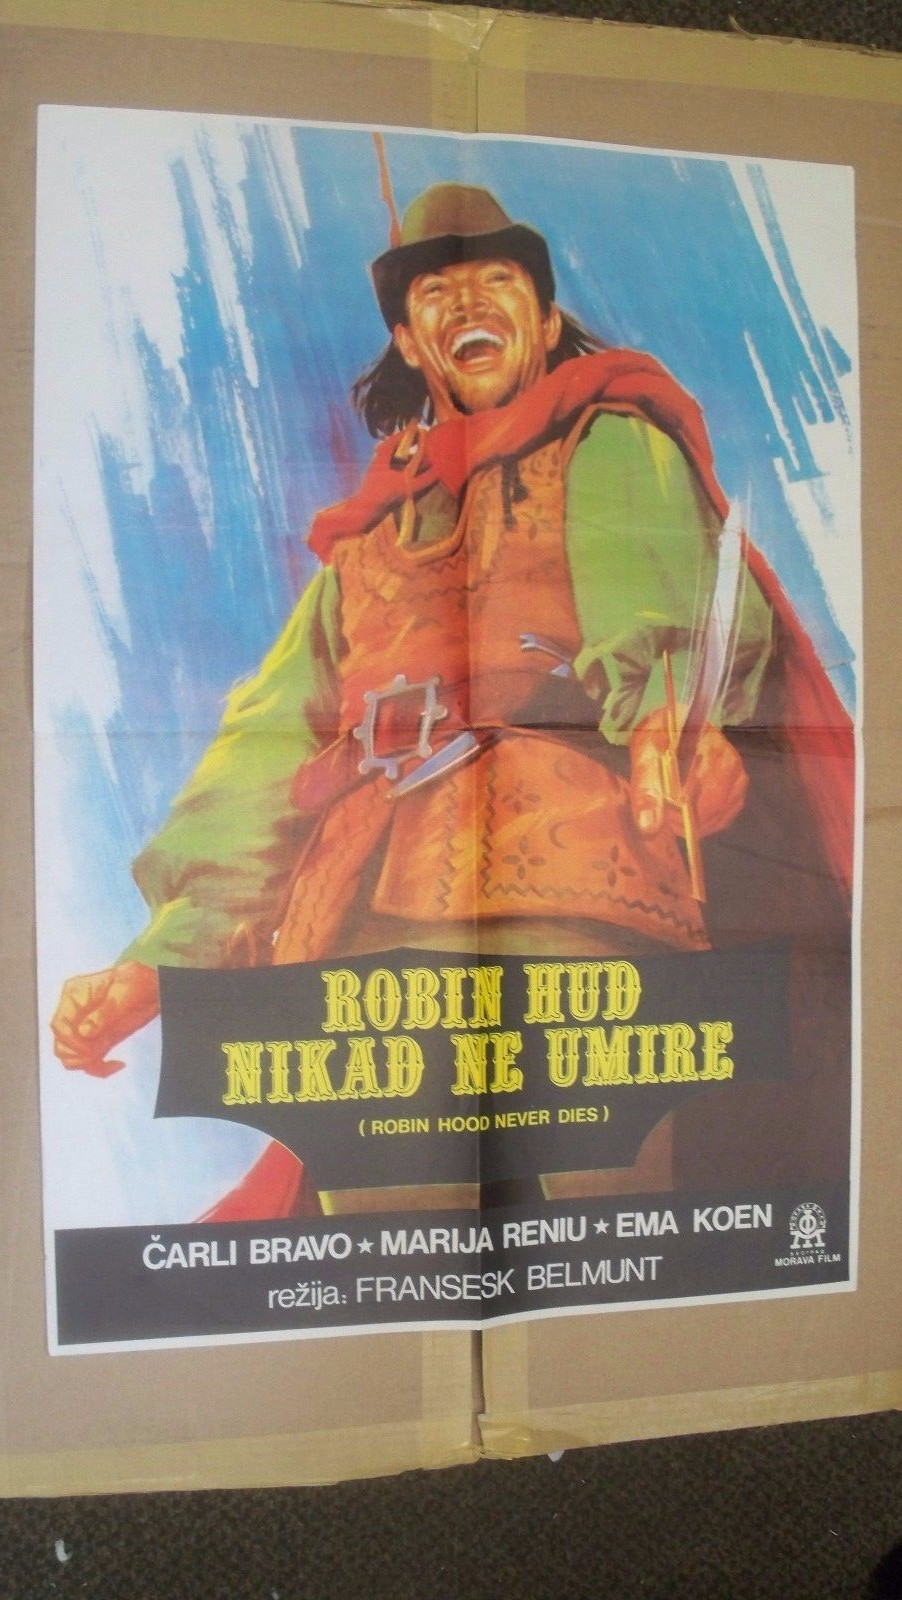 ROBIN HUD
NIKAD NE UMIRE
( ROBIN HOOD NEVER DIES )
ČARLI BRAVO ★ MARIJA RENIU ★ EMA KOEN
režija: FRANSESK BELMUNT
BEOGRAD
MORAVA FILM